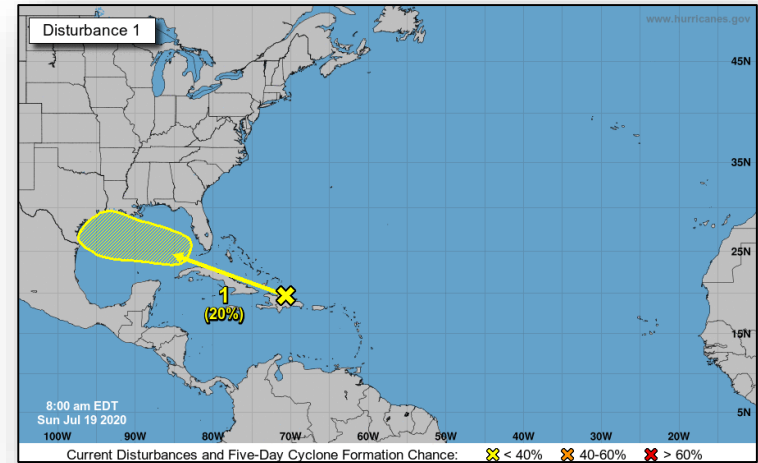 Disturbance 1
www.hurricanes.gov
45N
35N
25N
1
(20%)
15N
8:00 am EDT
Sun Jul 19 2020
5N
100W 90W 80W 70W 60W 50W 40W 30W 20W
Current Disturbances and Five-Day Cyclone Formation Chance: < 40% 40-60% > 60%